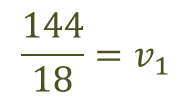 144/18 = v₁